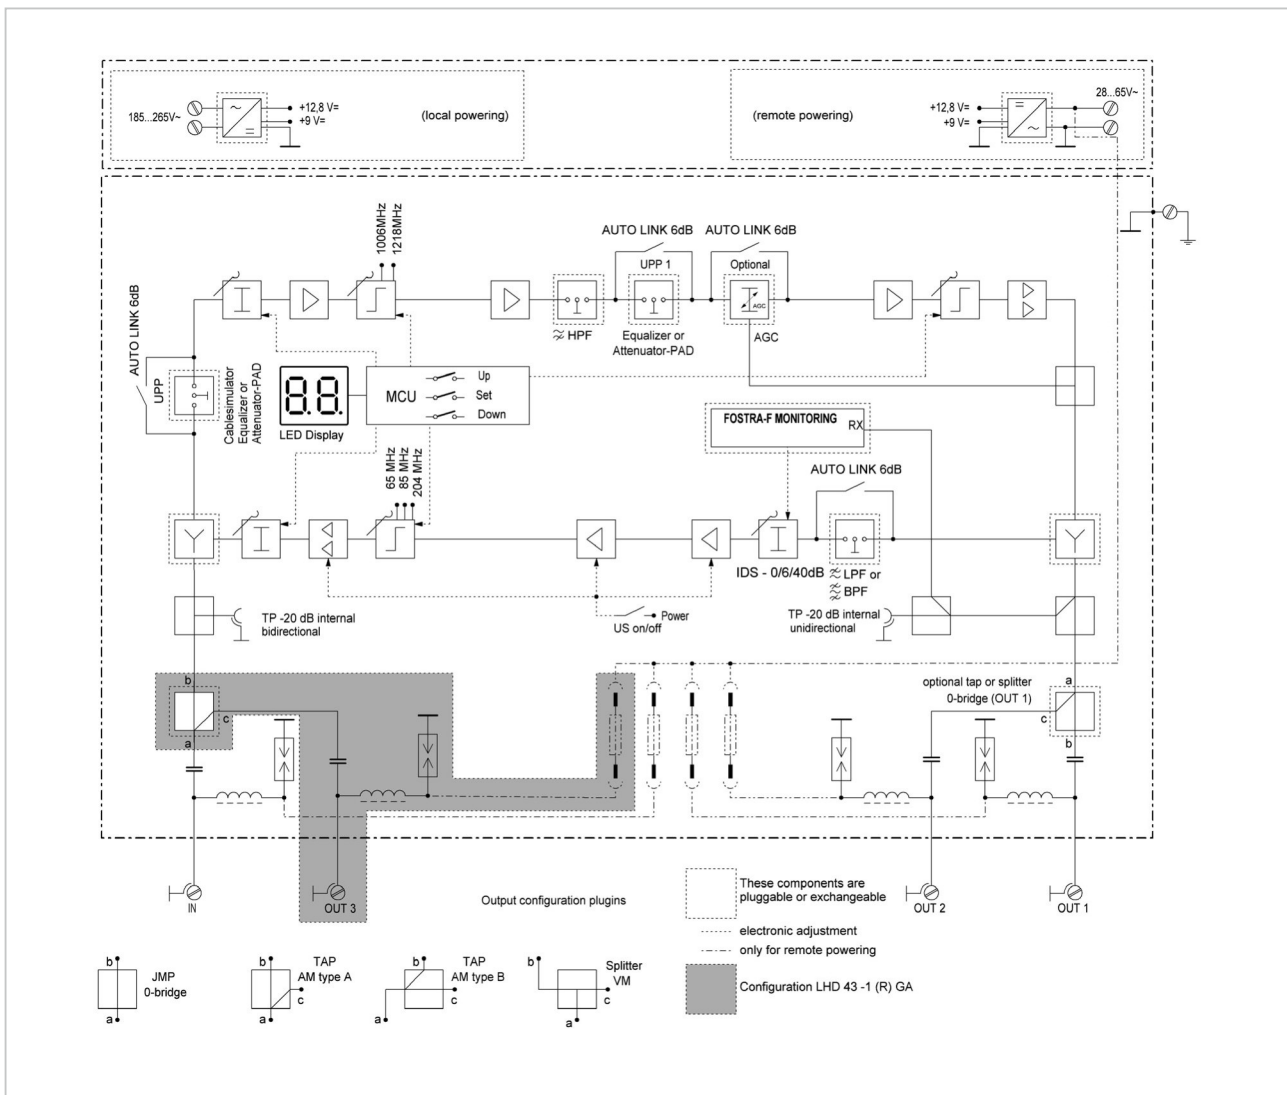 185...265V~
+12,8 V=
+9 V=
(local powering)
(remote powering)
+12,8 V=
+9 V=
28...65V~
1006MHz
1218MHz
AUTO LINK 6dB
AUTO LINK 6dB
UPP 1
Optional
AGC
HPF
Equalizer or
Attenuator-PAD
AGC
AUTO LINK 6dB
UPP
Cablesimulator
Equalizer or
Attenuator-PAD
8.8.
LED Display
MCU
Up
Set
Down
FOSTRA-F MONITORING
RX
65 MHz
85 MHz
204 MHz
AUTO LINK 6dB
IDS - 0/6/40dB
LPF or
BPF
TP -20 dB internal
bidirectional
Power
US on/off
TP -20 dB internal
unidirectional
b
c
a
optional tap or splitter
0-bridge (OUT 1)
a
c
b
IN
OUT 3
OUT 2
OUT 1
Output configuration plugins
These components are
pluggable or exchangeable
electronic adjustment
only for remote powering
Configuration LHD 43 -1 (R) GA
b
a
JMP
0-bridge
b
c
a
TAP
AM type A
b
c
a
TAP
AM type B
b
c
a
Splitter
VM